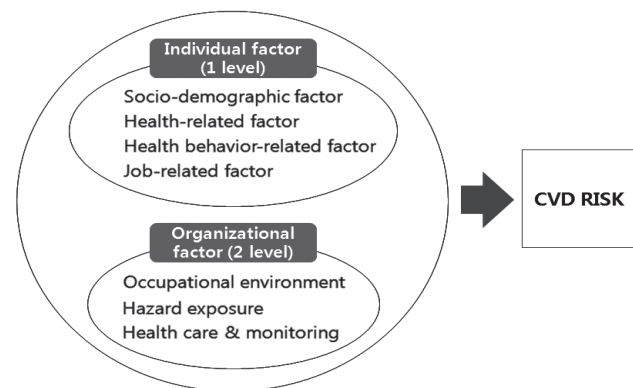 Individual factor
(1 level)
Socio-demographic factor
Health-related factor
Health behavior-related factor
Job-related factor
CVD RISK
Organizational
factor (2 level)
Occupational environment
Hazard exposure
Health care & monitoring